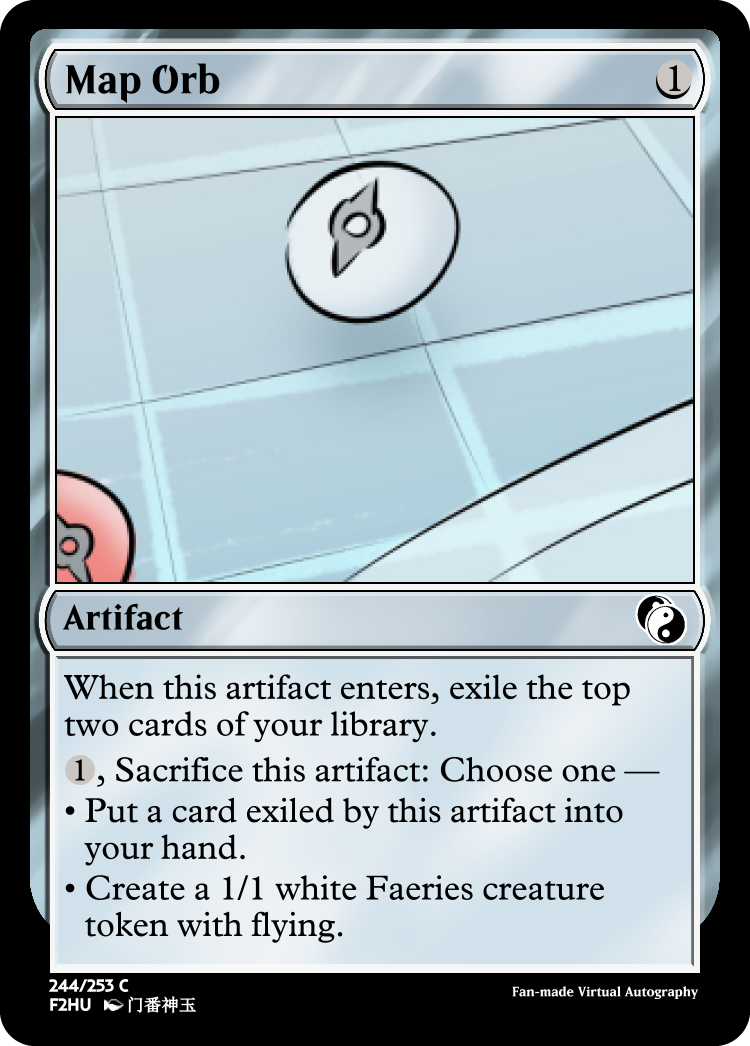 Map Orb
1
Artifact
When this artifact enters, exile the top
two cards of your library.
1, Sacrifice this artifact: Choose one —
• Put a card exiled by this artifact into
your hand.
• Create a 1/1 white Faeries creature
token with flying.
244/253 C
F2HU 门番神玉
Fan-made Virtual Autography